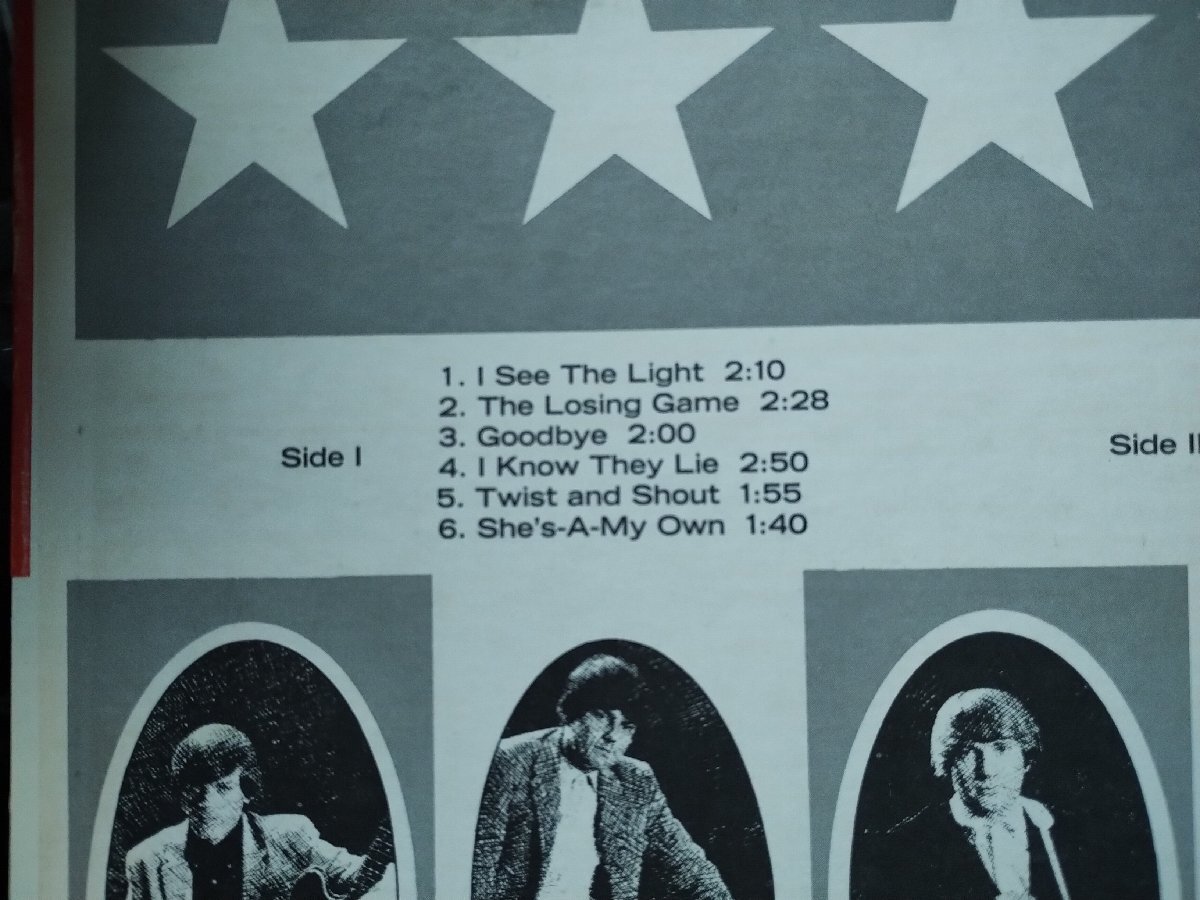 1. I See The Light 2:10
2. The Losing Game 2:28
3. Goodbye 2:00
Side I
4. I Know They Lie 2:50
5. Twist and Shout 1:55
6. She's-A-My Own 1:40
Side II